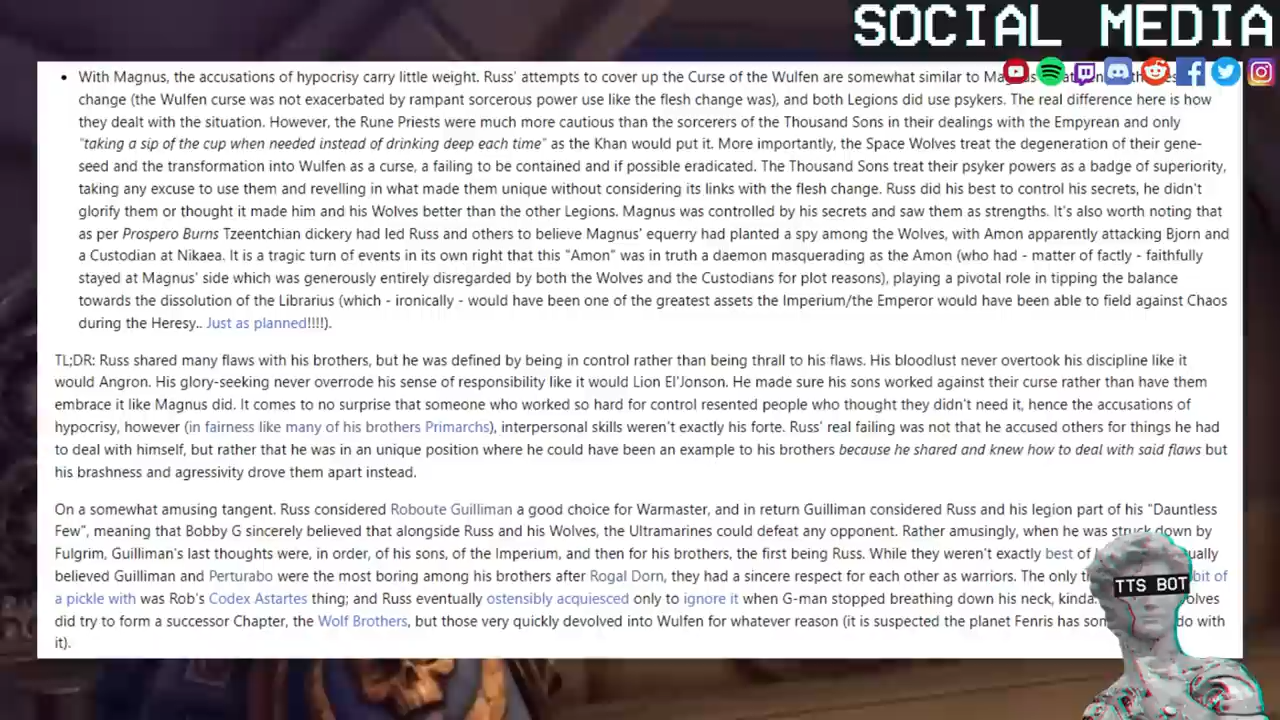 SOCIAL MEDIA
With Magnus, the accusations of hypocrisy carry little weight. Russ' attempts to cover up the Curse of the Wulfen are somewhat similar to
change (the Wulfen curse was not exacerbated by rampant sorcerous power use like the flesh change was), and both Legions did use psykers. The real difference here is how
they dealt with the situation. However, the Rune Priests were much more cautious than the sorcerers of the Thousand Sons in their dealings with the Empyrean and only
"taking a sip of the cup when needed instead of drinking deep each time" as the Khan would put it. More importantly, the Space Wolves treat the degeneration of their gene-
seed and the transformation into Wulfen as a curse, a failing to be contained and if possible eradicated. The Thousand Sons treat their psyker powers as a badge of superiority,
taking any excuse to use them and revelling in what made them unique without considering its links with the flesh change. Russ did his best to control his secrets, he didn't
glorify them or thought it made him and his Wolves better than the other Legions. Magnus was controlled by his secrets and saw them as strengths. It's also worth noting that
as per Prospero Burns Tzeentchian dickery had led Russ and others to believe Magnus' equerry had planted a spy among the Wolves, with Amon apparently attacking Bjorn and
a Custodian at Nikaea. It is a tragic turn of events in its own right that this "Amon" was in truth a daemon masquerading as the Amon (who had - matter of factly - faithfully
stayed at Magnus' side which was generously entirely disregarded by both the Wolves and the Custodians for plot reasons), playing a pivotal role in tipping the balance
towards the dissolution of the Librarius (which - ironically - would have been one of the greatest assets the Imperium/the Emperor would have been able to field against Chaos
during the Heresy.. Just as planned!!!!).
TL;DR: Russ shared many flaws with his brothers, but he was defined by being in control rather than being thrall to his flaws. His bloodlust never overtook his discipline like it
would Angron. His glory-seeking never overrode his sense of responsibility like it would Lion El'Jonson. He made sure his sons worked against their curse rather than have them
embrace it like Magnus did. It comes to no surprise that someone who worked so hard for control resented people who thought they didn't need it, hence the accusations of
hypocrisy, however (in fairness like many of his brothers Primarchs), interpersonal skills weren't exactly his forte. Russ' real failing was not that he accused others for things he had
to deal with himself, but rather that he was in an unique position where he could have been an example to his brothers because he shared and knew how to deal with said flaws but
his brashness and agressivity drove them apart instead.
On a somewhat amusing tangent. Russ considered Roboute Guilliman a good choice for Warmaster, and in return Guilliman considered Russ and his legion part of his "Dauntless
Few", meaning that Bobby G sincerely believed that alongside Russ and his Wolves, the Ultramarines could defeat any opponent. Rather amusingly, when he was struck down by
Fulgrim, Guilliman's last thoughts were, in order, of his sons, of the Imperium, and then for his brothers, the first being Russ. While they weren't exactly best of
believed Guilliman and Perturabo were the most boring among his brothers after Rogal Dorn, they had a sincere respect for each other as warriors. The only bit of
a pickle with was Rob's Codex Astartes thing; and Russ eventually ostensibly acquiesced only to ignore it when G-man stopped breathing down his neck, kinda.
did try to form a successor Chapter, the Wolf Brothers, but those very quickly devolved into Wulfen for whatever reason (it is suspected the planet Fenris has do with
it).
TTS BOT